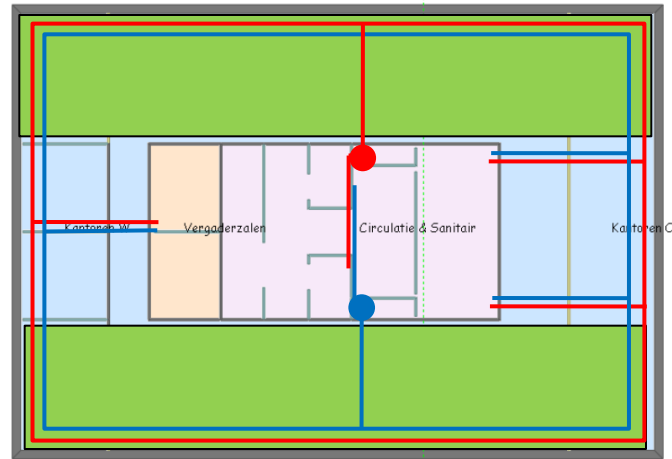 Kantoren W
Vergaderzalen
Circulatie & Sanitair
Kantoren O